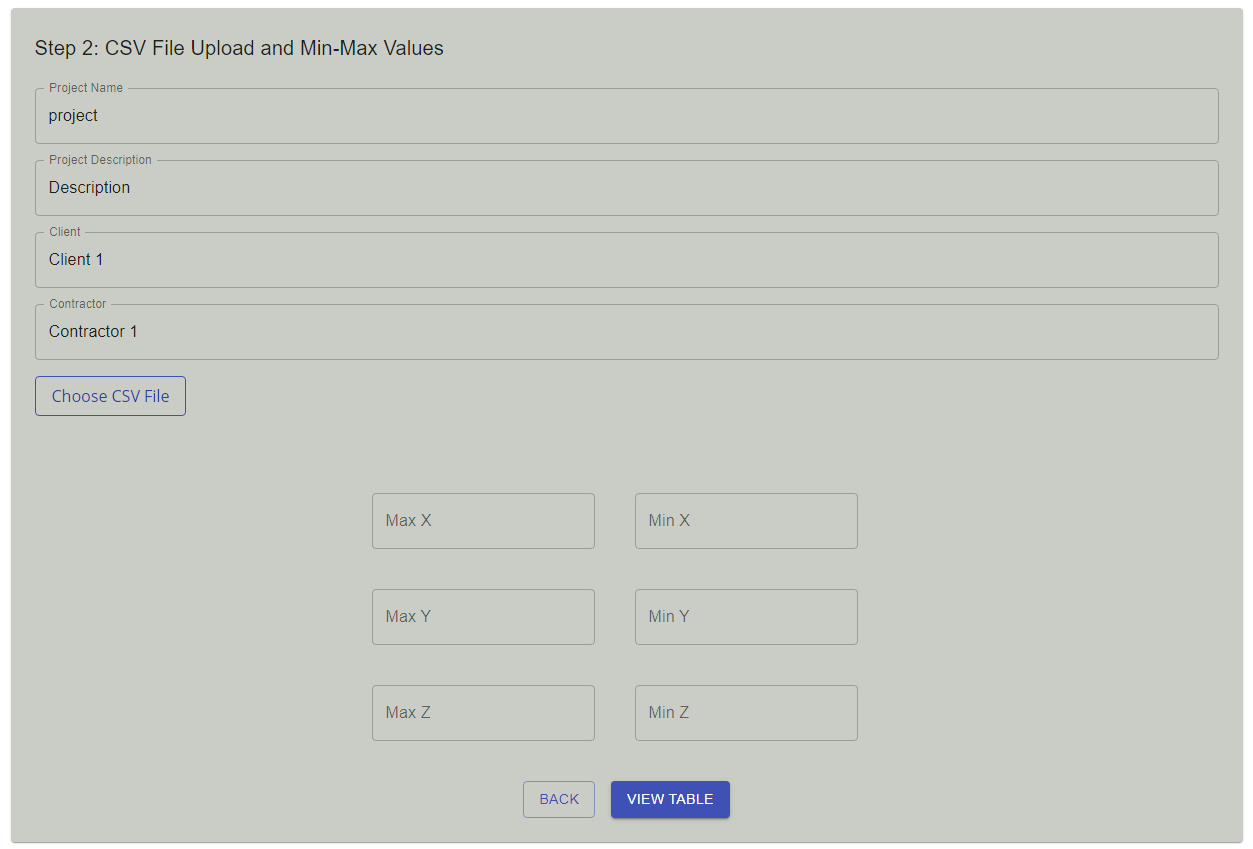 Step 2: CSV File Upload and Min-Max Values
Project Name
project
Project Description
Description
Client
Client 1
Contractor
Contractor 1
Choose CSV File
Max X
Min X
Max Y
Min Y
Max Z
Min Z
BACK
VIEW TABLE